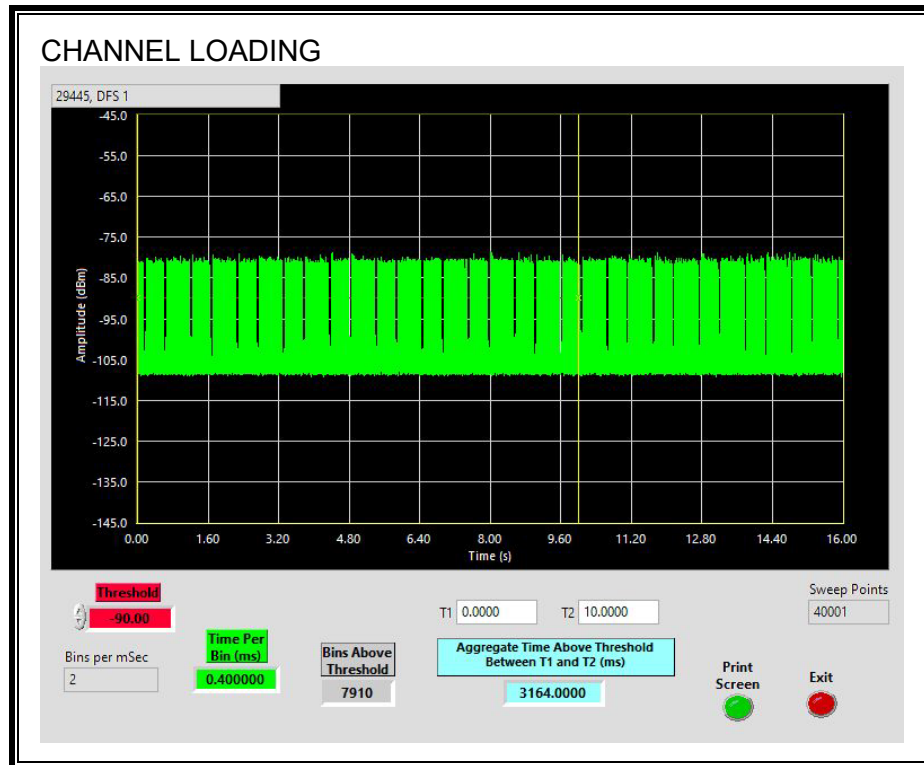 CHANNEL LOADING
29445, DFS 1
-45.0
-55.0
-65.0
-75.0
-85.0
-95.0
-105.0
-115.0
-125.0
-135.0
-145.0
Amplitude (dBm)
0.00 1.60 3.20 4.80 6.40 8.00 9.60 11.20 12.80 14.40 16.00
Time (s)
Threshold
-90.00
Bins per mSec
2
Time Per
Bin (ms)
0.400000
Bins Above
Threshold
7910
T1 0.0000 T2 10.0000
Aggregate Time Above Threshold
Between T1 and T2 (ms)
3164.0000
Sweep Points
40001
Print
Screen
Exit